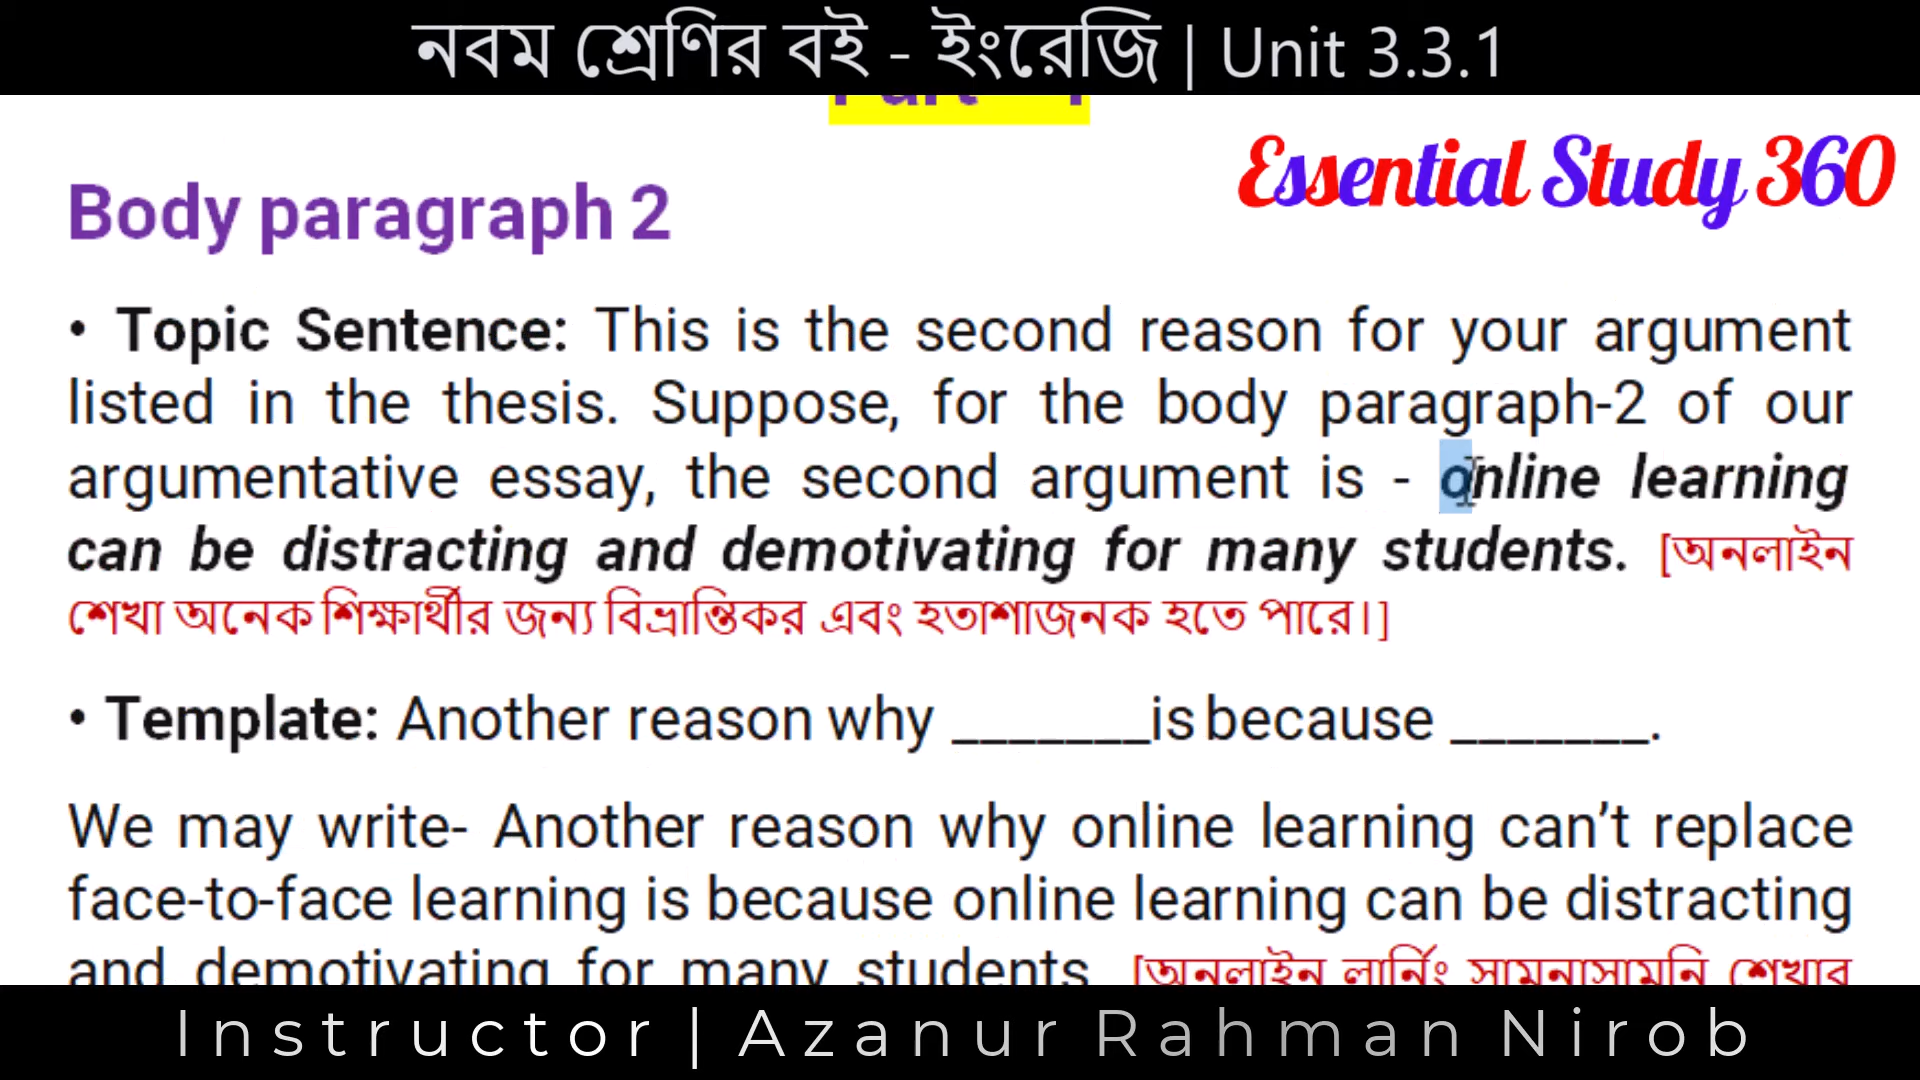 নবম শ্রেণির বই - ইংরেজি | Unit 3.3.1
Essential Study 360
Body paragraph 2
• Topic Sentence: This is the second reason for your argument
listed in the thesis. Suppose, for the body paragraph-2 of our
argumentative essay, the second argument is - online learning
can be distracting and demotivating for many students. [অনলাইন
শেখা অনেক শিক্ষার্থীর জন্য বিভ্রান্তিকর এবং হতাশাজনক হতে পারে।]
• Template: Another reason why _______is because _______.
We may write- Another reason why online learning can’t replace
face-to-face learning is because online learning can be distracting
and demotivating for many students. [অনলাইন লার্নিং সামনাসামনি শেখার
Instructor | Azanur Rahman Nirob